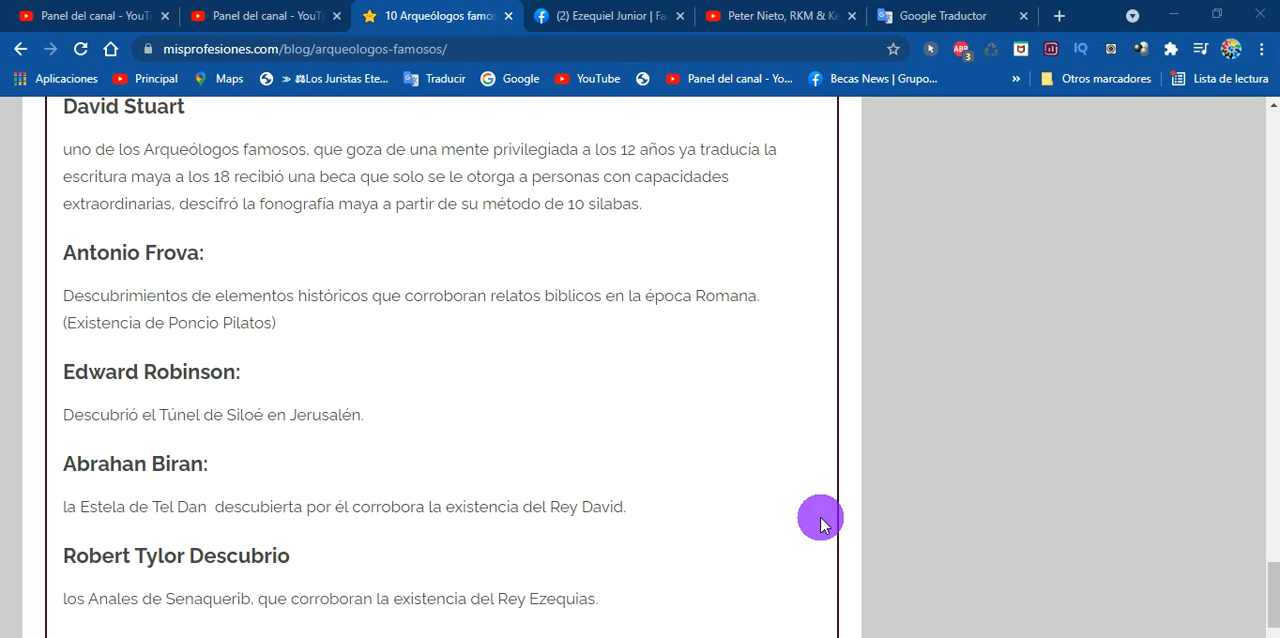 Panel del canal - YouTu
Panel del canal - YouTu
10 Arqueólogos famo
(2) Ezequiel Junior | Fa
Peter Nieto, RKM & Ke
Google Traductor
misprofesiones.com/blog/arqueologos-famosos/
ABP
3
IQ
Aplicaciones
Principal
Maps
» ⚖Los Juristas Ete...
Traducir
Google
YouTube
Panel del canal - Yo...
Becas News | Grupo...
»
Otros marcadores
Lista de lectura
David Stuart
uno de los Arqueólogos famosos, que goza de una mente privilegiada a los 12 años ya traducía la
escritura maya a los 18 recibió una beca que solo se le otorga a personas con capacidades
extraordinarias, descifró la fonografía maya a partir de su método de 10 silabas.
Antonio Frova:
Descubrimientos de elementos históricos que corroboran relatos bíblicos en la época Romana.
(Existencia de Poncio Pilatos)
Edward Robinson:
Descubrió el Túnel de Siloé en Jerusalén.
Abrahan Biran:
la Estela de Tel Dan descubierta por él corrobora la existencia del Rey David.
Robert Tylor Descubrio
los Anales de Senaquerib, que corroboran la existencia del Rey Ezequias.